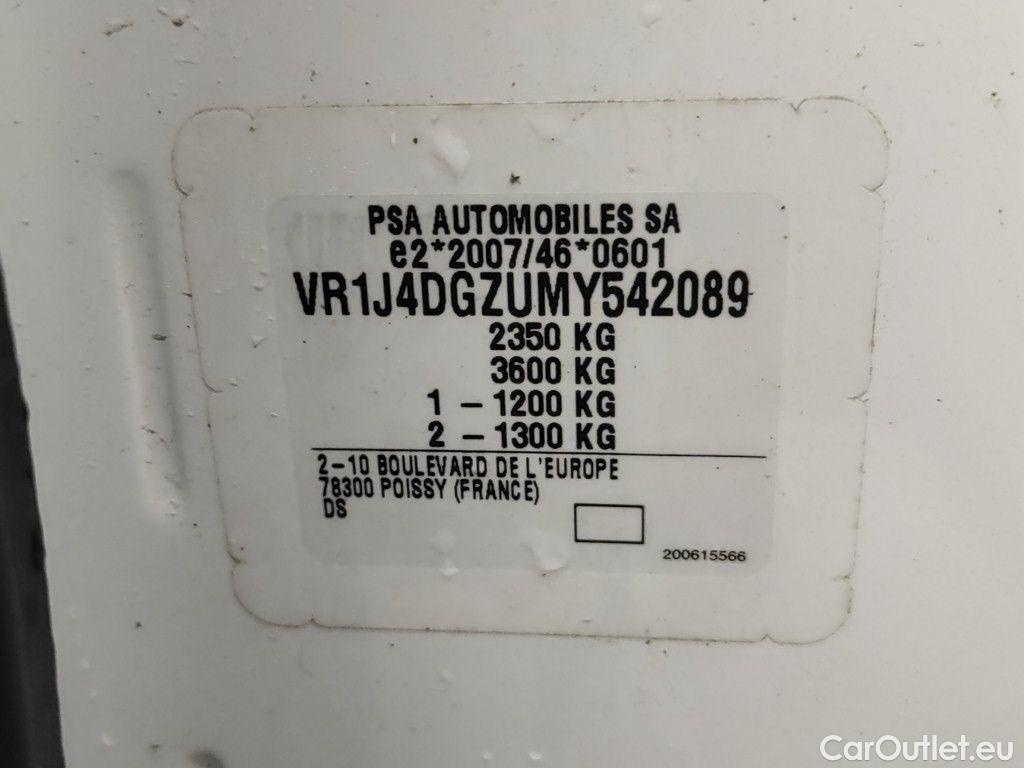 PSA AUTOMOBILES SA
e2*2007/46*0601
VR1J4DGZUMY542089
2350 KG
3600 KG
1 - 1200 KG
2 - 1300 KG
2-10 BOULEVARD DE L'EUROPE
78300 POISSY (FRANCE)
DS
200615566
CarOutlet.eu